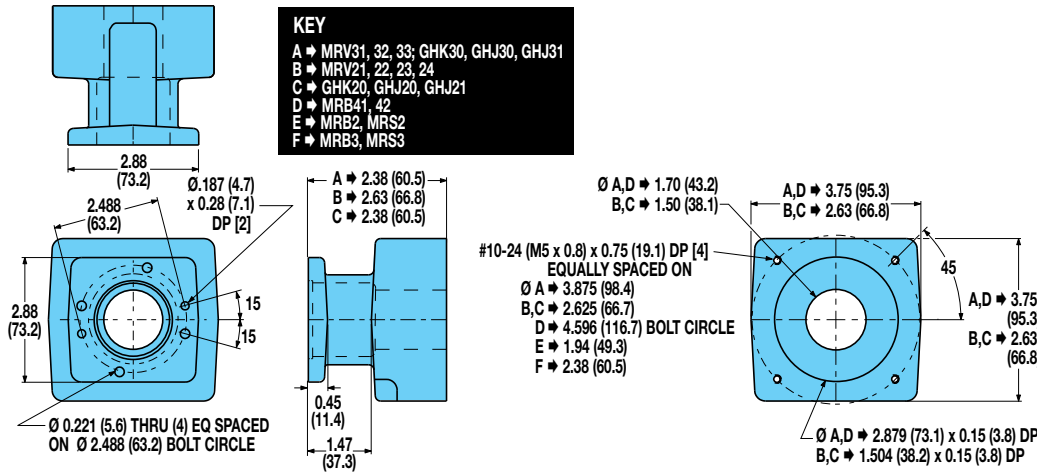 KEY
A ➧ MRV31, 32, 33; GHK30, GHJ30, GHJ31
B ➧ MRV21, 22, 23, 24
C ➧ GHK20, GHJ20, GHJ21
D ➧ MRB41, 42
E ➧ MRB2, MRS2
F ➧ MRB3, MRS3
2.88
(73.2)
Ø.187 (4.7)
x 0.28 (7.1)
DP [2]
2.488
(63.2)
2.88
(73.2)
15
15
Ø 0.221 (5.6) THRU (4) EQ SPACED
ON Ø 2.488 (63.2) BOLT CIRCLE
A ➧ 2.38 (60.5)
B ➧ 2.63 (66.8)
C ➧ 2.38 (60.5)
0.45
(11.4)
1.47
(37.3)
Ø A,D ➧ 1.70 (43.2)
B,C ➧ 1.50 (38.1)
A,D ➧ 3.75 (95.3)
B,C ➧ 2.63 (66.8)
#10-24 (M5 x 0.8) x 0.75 (19.1) DP [4]
EQUALLY SPACED ON
Ø A ➧ 3.875 (98.4)
B,C ➧ 2.625 (66.7)
D ➧ 4.596 (116.7) BOLT CIRCLE
E ➧ 1.94 (49.3)
F ➧ 2.38 (60.5)
45
A,D ➧ 3.75
(95.3
B,C ➧ 2.63
(66.8
Ø A,D ➧ 2.879 (73.1) x 0.15 (3.8) DP
B,C ➧ 1.504 (38.2) x 0.15 (3.8) DP